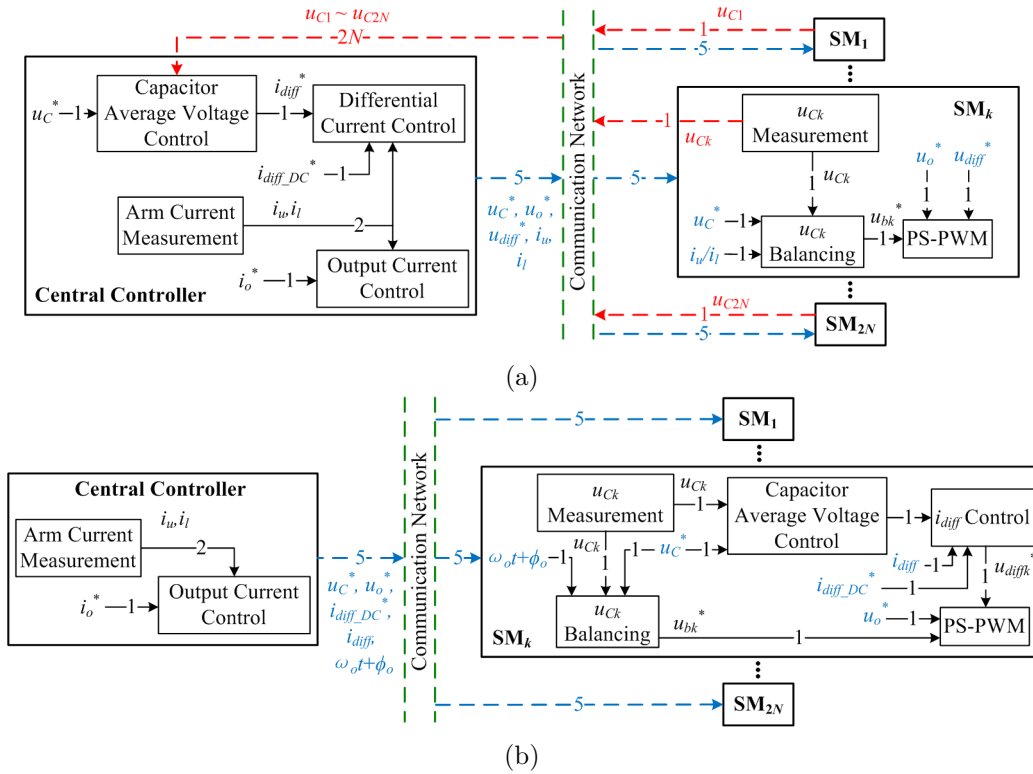 u_C1 ~ u_C2N
2N
u_C1
1
5
SM_1
Capacitor
Average Voltage
Control
u_C^*
1
i_diff^*
1
Differential
Current Control
i_diff_DC^*
1
Arm Current
Measurement
i_u,i_l
2
i_o^*
1
Output Current
Control
Central Controller
5
u_C^*, u_o^*,
u_diff^*, i_u,
i_l
Communication Network
1
u_Ck
5
u_Ck
Measurement
SM_k
1
u_Ck
u_o^*
1
u_diff^*
1
u_C^*
1
i_u/i_l
1
u_Ck
Balancing
u_bk^*
1
PS-PWM
u_C2N
1
5
SM_2N
(a)
5
SM_1
Central Controller
Arm Current
Measurement
i_u,i_l
2
i_o^*
1
Output Current
Control
5
u_C^*, u_o^*,
i_diff_DC^*,
i_diff,
ω_o t+ϕ_o
Communication Network
5
ω_o t+ϕ_o
1
u_Ck
Measurement
u_Ck
1
Capacitor
Average Voltage
Control
1
i_diff Control
u_Ck
1
1
u_C^*
1
i_diff
1
i_diff_DC^*
1
u_diffk^*
1
u_Ck
Balancing
u_bk^*
1
u_o^*
1
PS-PWM
SM_k
5
SM_2N
(b)